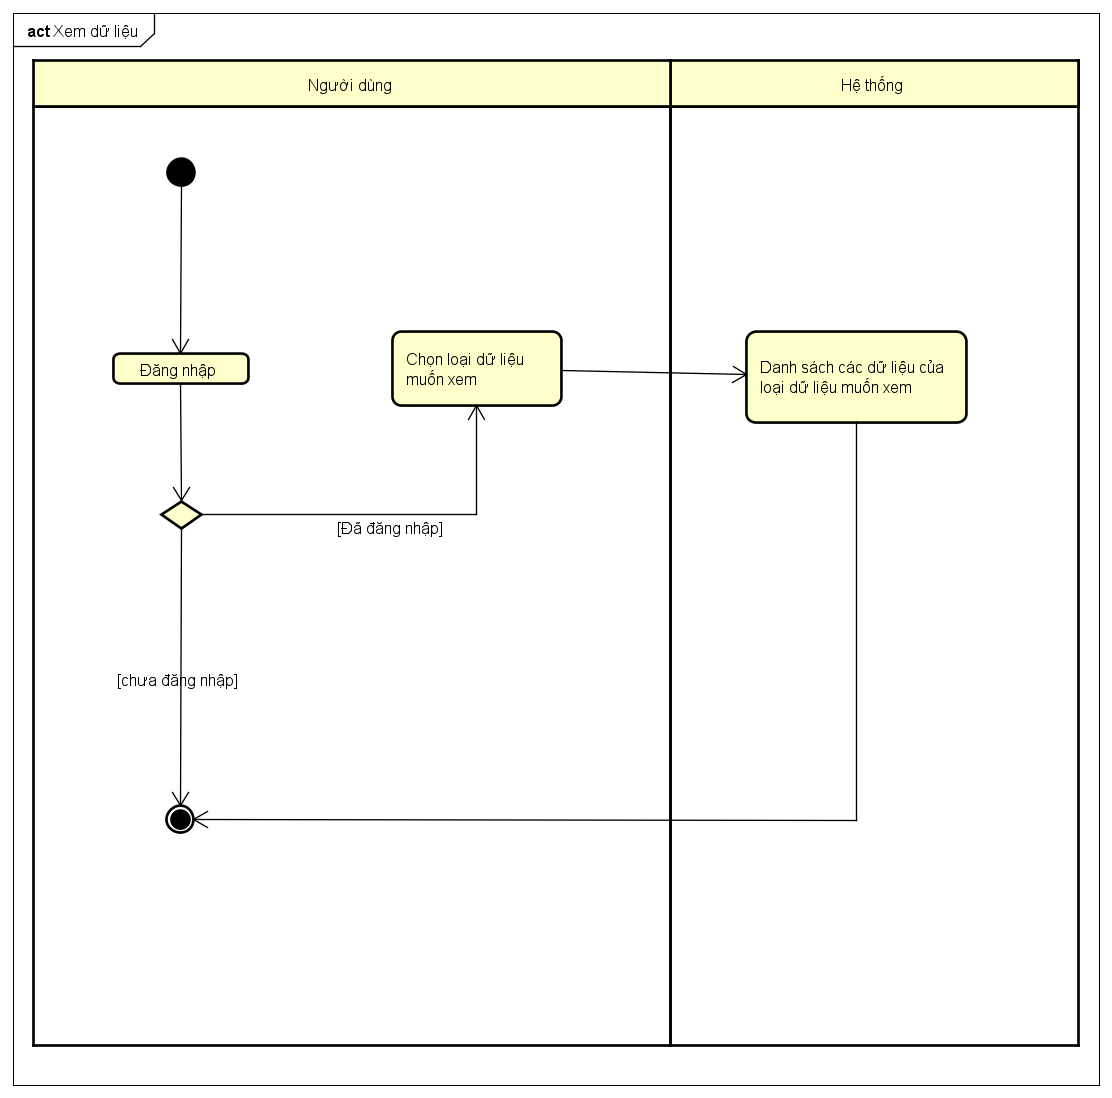 act Xem dữ liệu
Người dùng
Hệ thống
Đăng nhập
Chọn loại dữ liệu
muốn xem
Danh sách các dữ liệu của
loại dữ liệu muốn xem
[Đã đăng nhập]
[chưa đăng nhập]